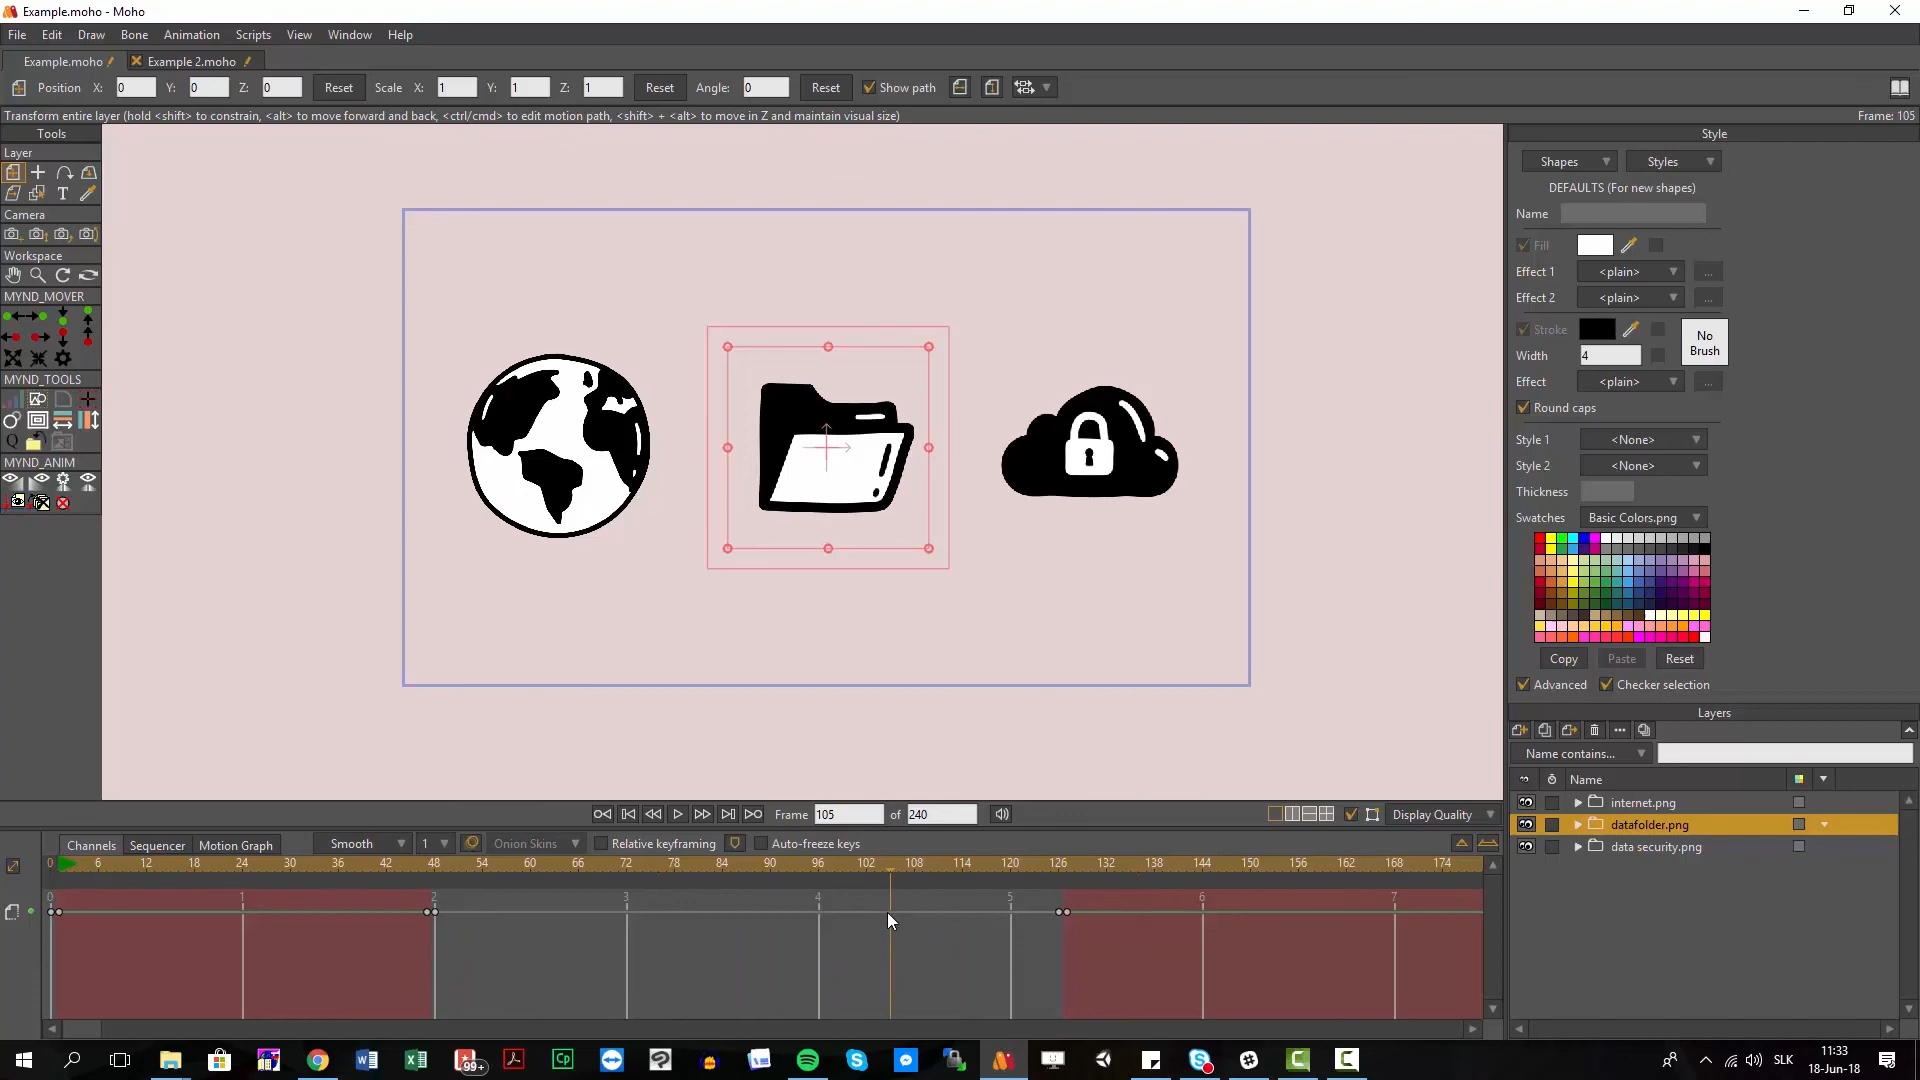 Example.moho - Moho
File Edit Draw Bone Animation Scripts View Window Help
Example.moho Example 2.moho
Position X: 0 Y: 0 Z: 0 Reset Scale X: 1 Y: 1 Z: 1 Reset Angle: 0 Reset Show path
Transform entire layer (hold <shift> to constrain, <alt> to move forward and back, <ctrl/cmd> to edit motion path, <shift> + <alt> to move in Z and maintain visual size) Frame: 105
Tools
Layer
Camera
Workspace
MYND_MOVER
MYND_TOOLS
MYND_ANIM
Style
Shapes Styles
DEFAULTS (For new shapes)
Name
Fill
Effect 1 <plain> ...
Effect 2 <plain> ...
Stroke
No Brush
Width 4
Effect <plain> ...
Round caps
Style 1 <None>
Style 2 <None>
Thickness
Swatches Basic Colors.png
Copy Paste Reset
Advanced Checker selection
Layers
Name contains...
Name
internet.png
datafolder.png
data security.png
Frame 105 of 240 Display Quality
Channels Sequencer Motion Graph Smooth 1 Onion Skins Relative keyframing Auto-freeze keys
0 6 12 18 24 30 36 42 48 54 60 66 72 78 84 90 96 102 108 114 120 126 132 138 144 150 156 162 168 174
0 1 2 3 4 5 6 7
99+
SLK
11:33
18-Jun-18